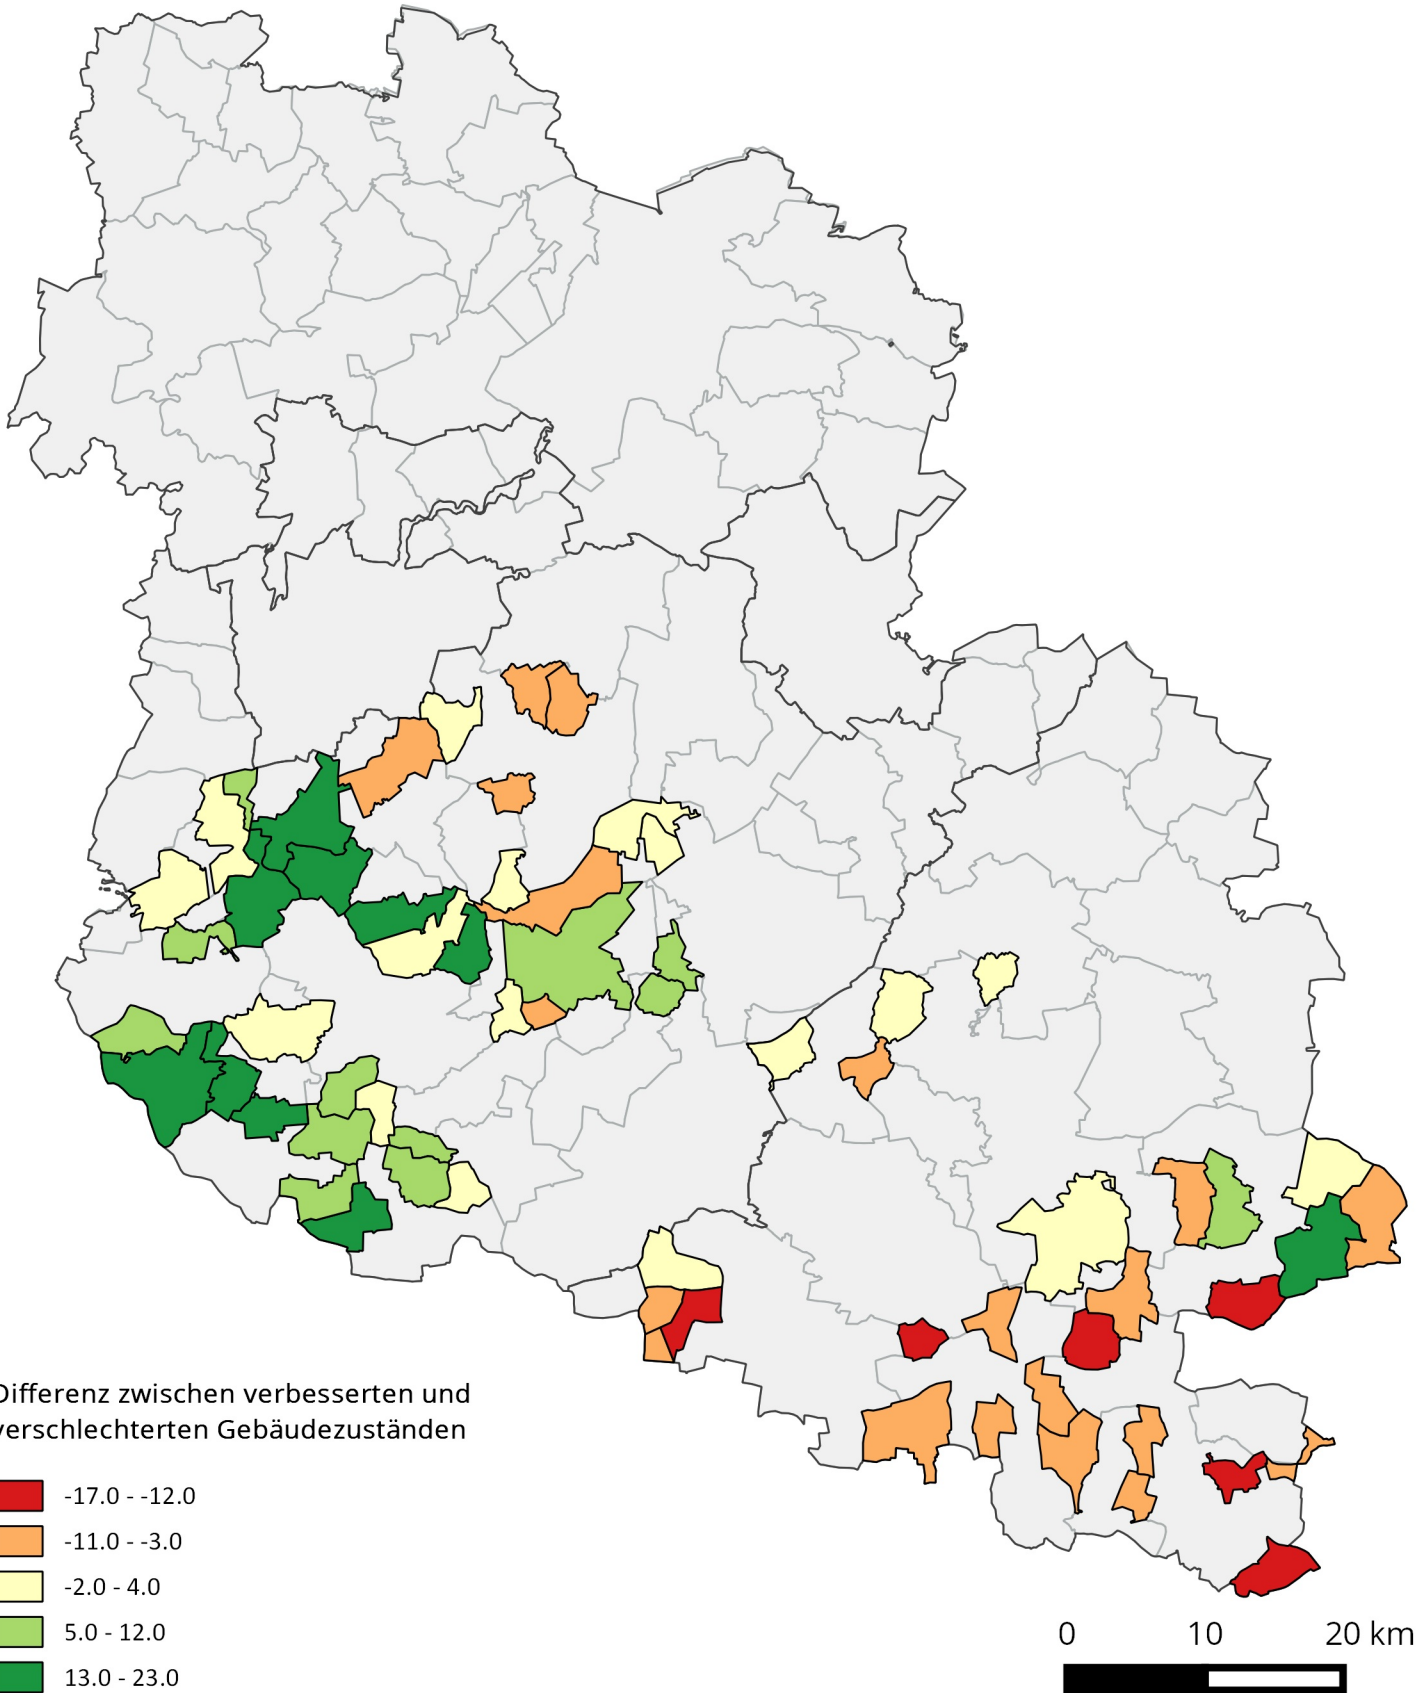 Differenz zwischen verbesserten und
verschlechterten Gebäudezuständen
-17.0 - -12.0
-11.0 - -3.0
-2.0 - 4.0
5.0 - 12.0
13.0 - 23.0
0 10 20 km